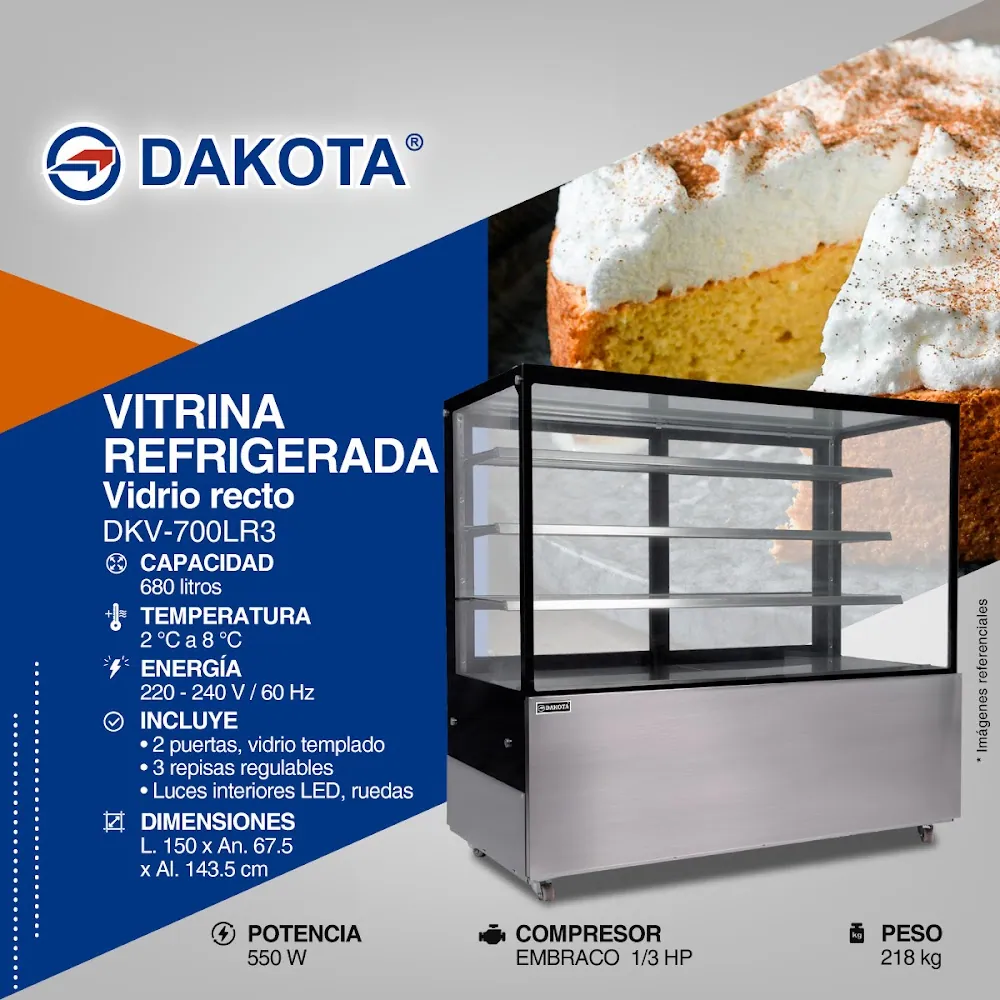 DAKOTA®
VITRINA
REFRIGERADA
Vidrio recto
DKV-700LR3
CAPACIDAD
680 litros
TEMPERATURA
2 °C a 8 °C
ENERGÍA
220 - 240 V / 60 Hz
INCLUYE
• 2 puertas, vidrio templado
• 3 repisas regulables
• Luces interiores LED, ruedas
DIMENSIONES
L. 150 x An. 67.5
x Al. 143.5 cm
DAKOTA
* Imágenes referenciales
POTENCIA
550 W
COMPRESOR
EMBRACO 1/3 HP
kg
PESO
218 kg